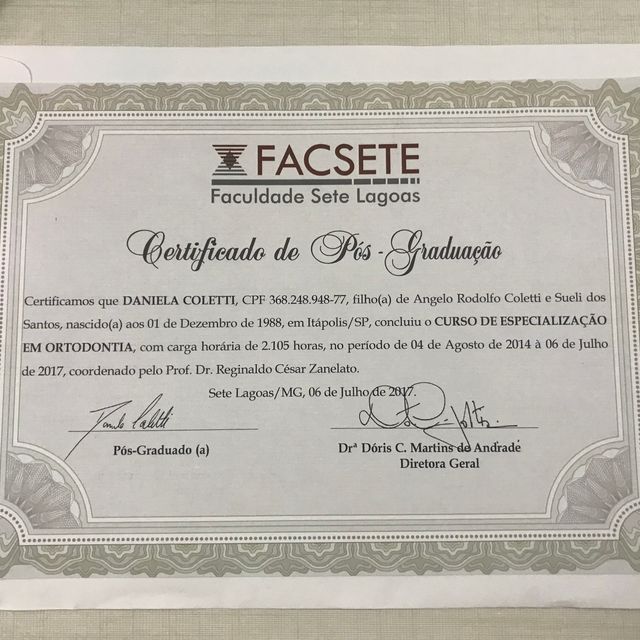 FACSETE
Faculdade Sete Lagoas
Certificado de Pós-Graduação
Certificamos que DANIELA COLETTI, CPF 368.248.948-77, filho(a) de Angelo Rodolfo Coletti e Sueli dos
Santos, nascido(a) aos 01 de Dezembro de 1988, em Itápolis/SP, concluiu o CURSO DE ESPECIALIZAÇÃO
EM ORTODONTIA, com carga horária de 2.105 horas, no período de 04 de Agosto de 2014 à 06 de Julho
de 2017, coordenado pelo Prof. Dr. Reginaldo César Zanelato.
Sete Lagoas/MG, 06 de Julho de 2017.
Pós-Graduado (a)
Drª Dóris C. Martins de Andrade
Diretora Geral